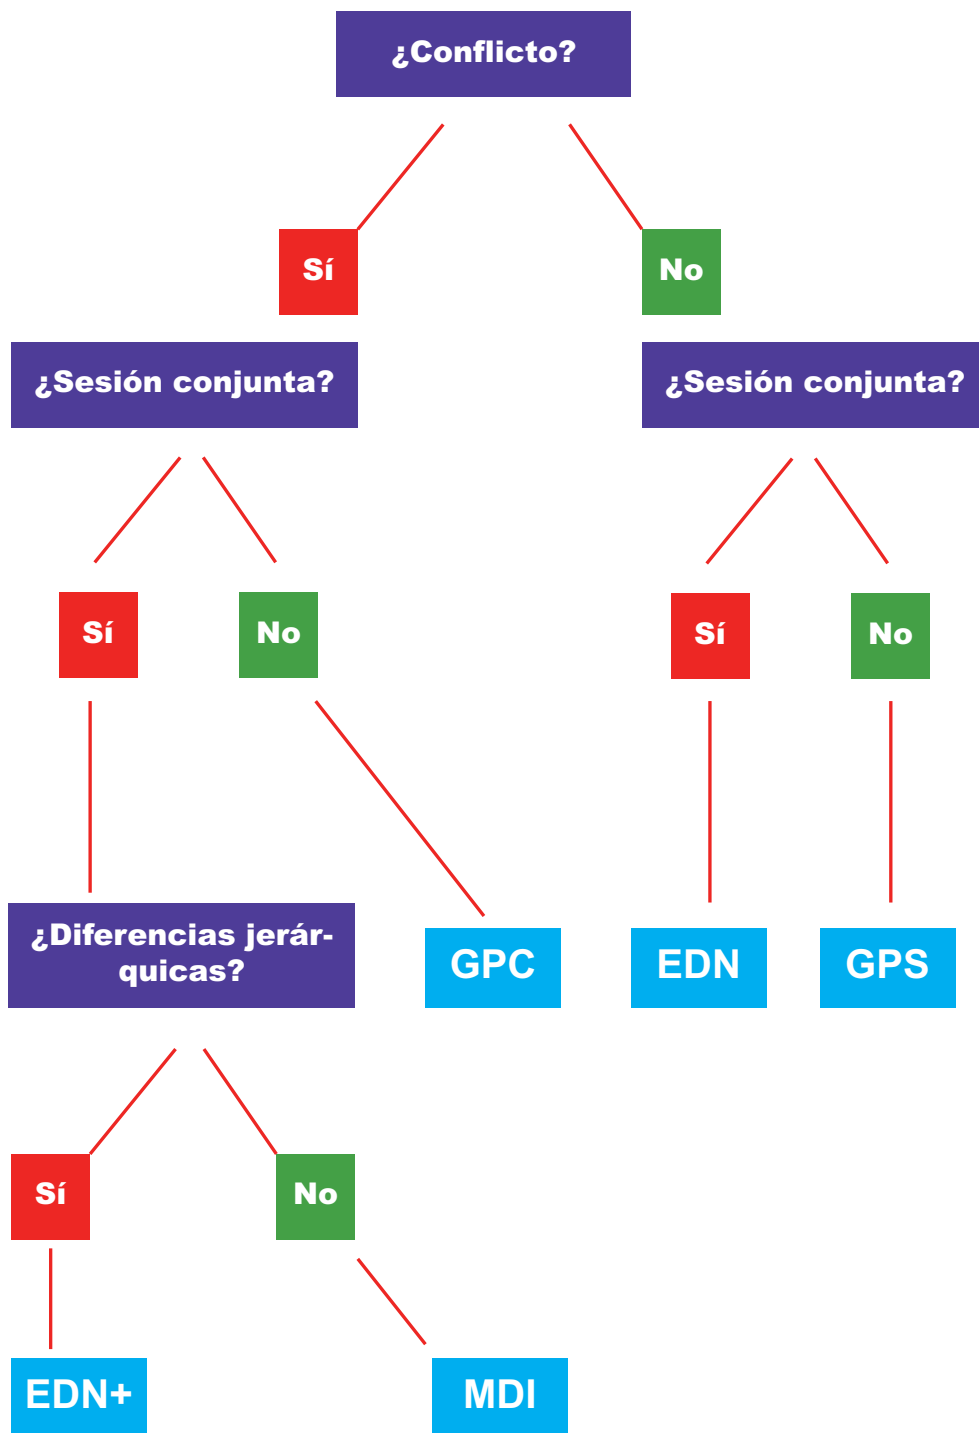 ¿Conflicto?
Sí
No
¿Sesión conjunta?
¿Sesión conjunta?
Sí
No
Sí
No
¿Diferencias jerár-
quicas?
GPC
EDN
GPS
Sí
No
EDN+
MDI